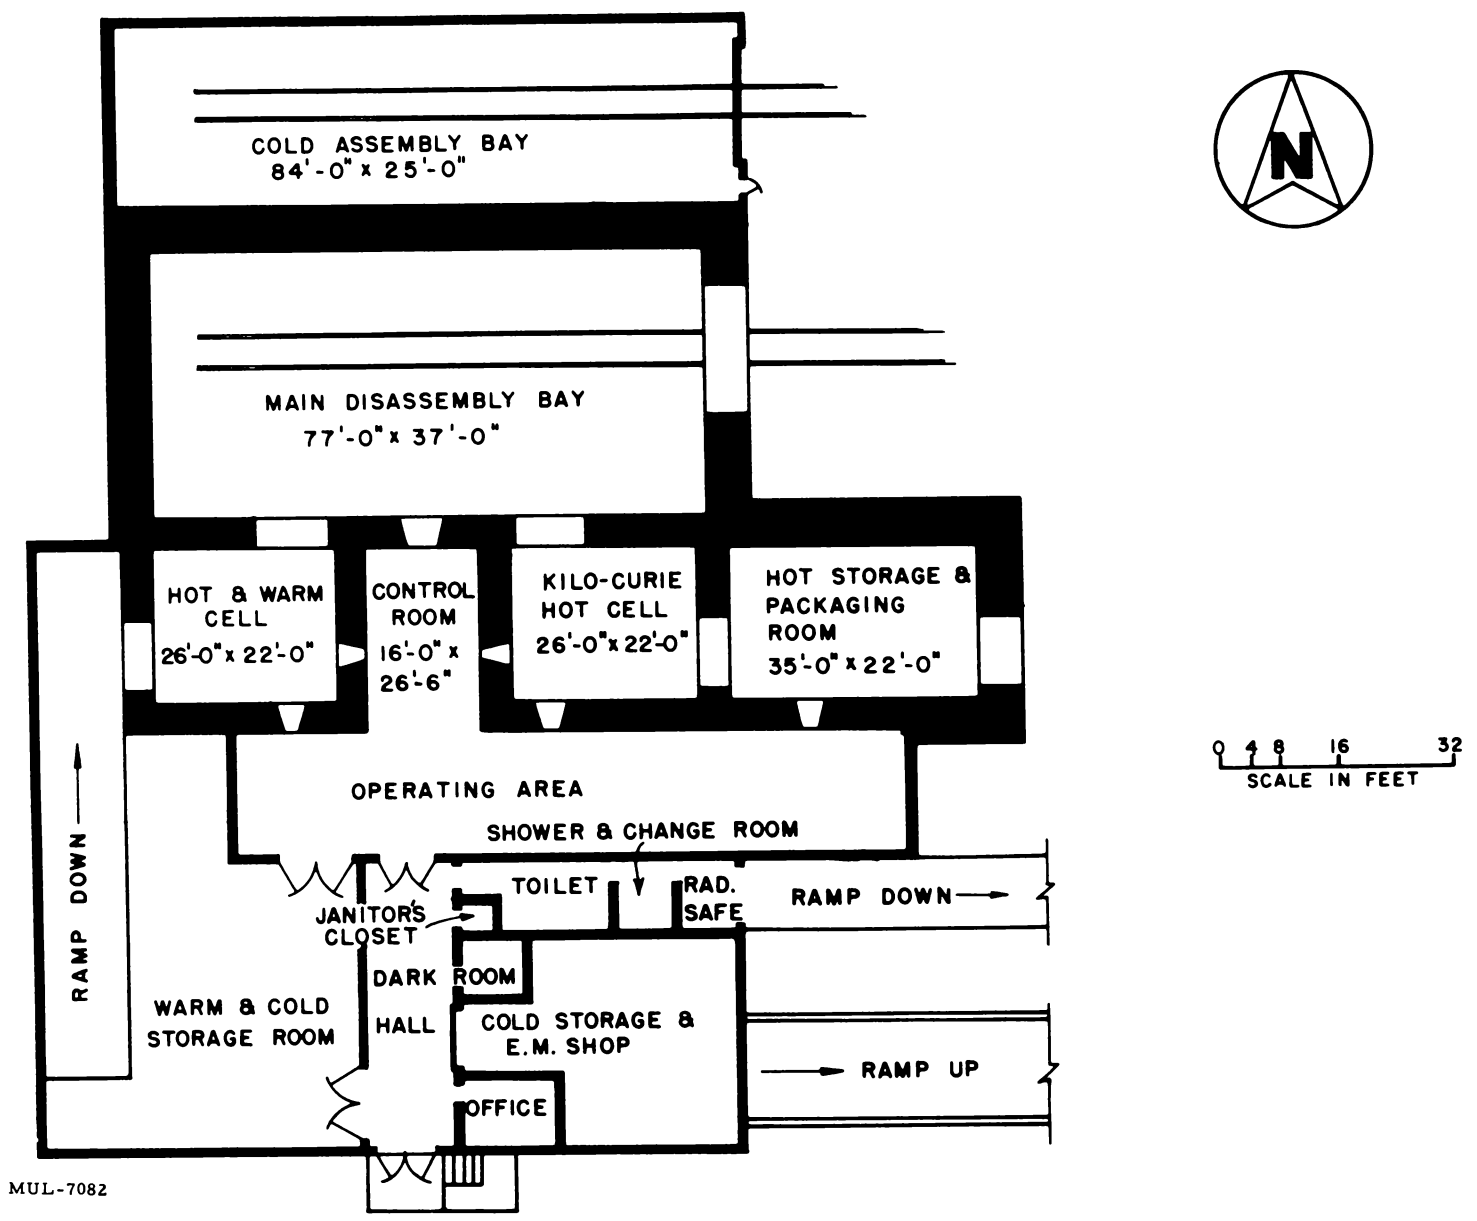 N
COLD ASSEMBLY BAY
84'-0" x 25'-0"
MAIN DISASSEMBLY BAY
77'-0" x 37'-0"
HOT & WARM
CELL
26'-0" x 22'-0"
CONTROL
ROOM
16'-0" x
26'-6"
KILO-CURIE
HOT CELL
26'-0" x 22'-0"
HOT STORAGE &
PACKAGING
ROOM
35'-0" x 22'-0"
0 4 8 16 32
SCALE IN FEET
OPERATING AREA
SHOWER & CHANGE ROOM
RAMP DOWN
TOILET
RAD.
SAFE
RAMP DOWN
JANITOR'S
CLOSET
DARK ROOM
WARM & COLD
STORAGE ROOM
HALL
COLD STORAGE &
E.M. SHOP
RAMP UP
OFFICE
MUL-7082